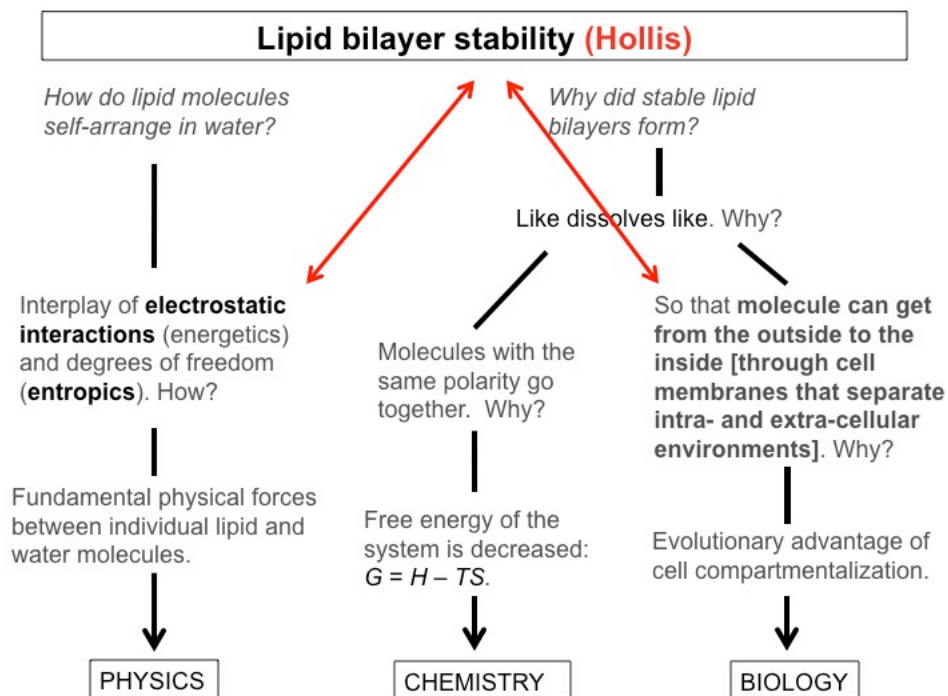 Lipid bilayer stability (Hollis)
How do lipid molecules
self-arrange in water?
Why did stable lipid
bilayers form?
Like dissolves like. Why?
Interplay of electrostatic
interactions (energetics)
and degrees of freedom
(entropics). How?
Molecules with the
same polarity go
together. Why?
So that molecule can get
from the outside to the
inside [through cell
membranes that separate
intra- and extra-cellular
environments]. Why?
Fundamental physical forces
between individual lipid and
water molecules.
Free energy of the
system is decreased:
G = H – TS.
Evolutionary advantage of
cell compartmentalization.
PHYSICS
CHEMISTRY
BIOLOGY